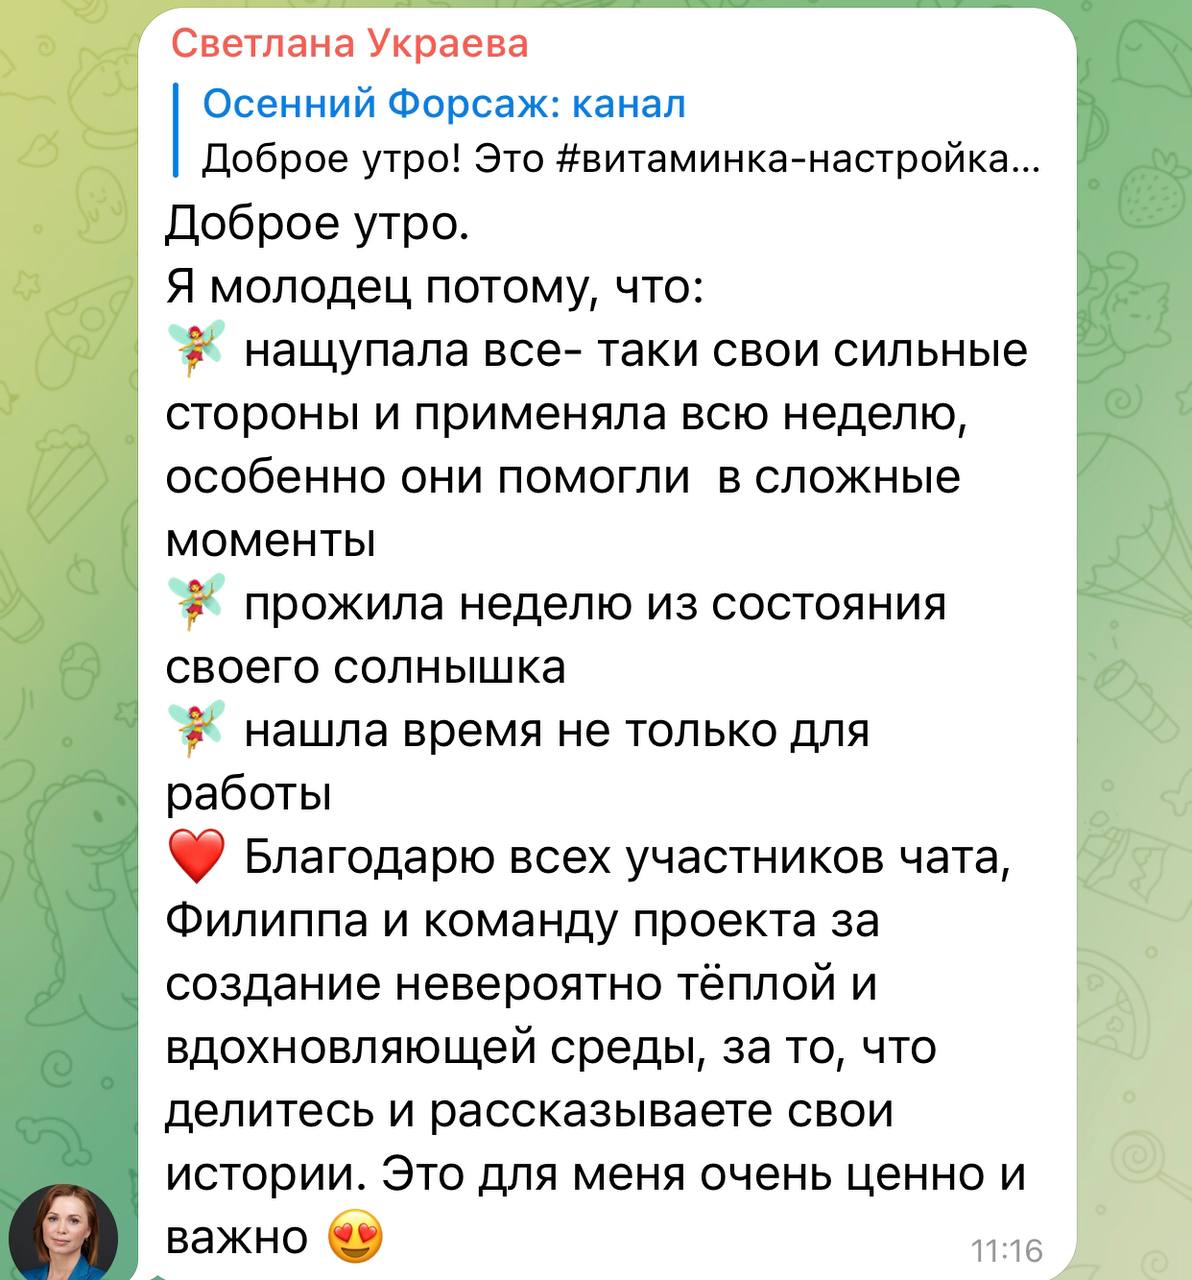 Светлана Украева
Осенний Форсаж: канал
Доброе утро! Это #витаминка-настройка...
Доброе утро.
Я молодец потому, что:
🧚‍♀️ нащупала все- таки свои сильные
стороны и применяла всю неделю,
особенно они помогли  в сложные
моменты
🧚‍♀️ прожила неделю из состояния
своего солнышка
🧚‍♀️ нашла время не только для
работы
❤️ Благодарю всех участников чата,
Филиппа и команду проекта за
создание невероятно тёплой и
вдохновляющей среды, за то, что
делитесь и рассказываете свои
истории. Это для меня очень ценно и
важно 😍
11:16